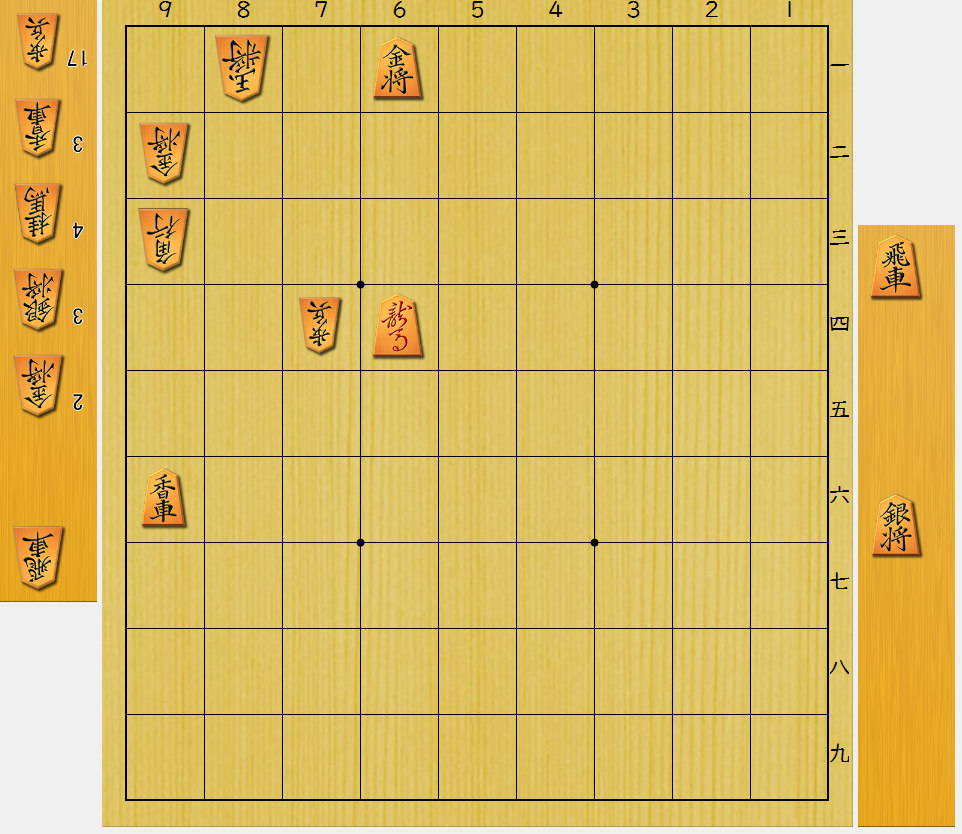 9 8 7 6 5 4 3 2 1
歩兵 17
香車 3
桂馬 4
銀将 3
金将 2
飛車
玉将 金将 一
金将 二
角行 三
歩兵 龍馬 四
五
香車 六
七
八
九
飛車
銀将